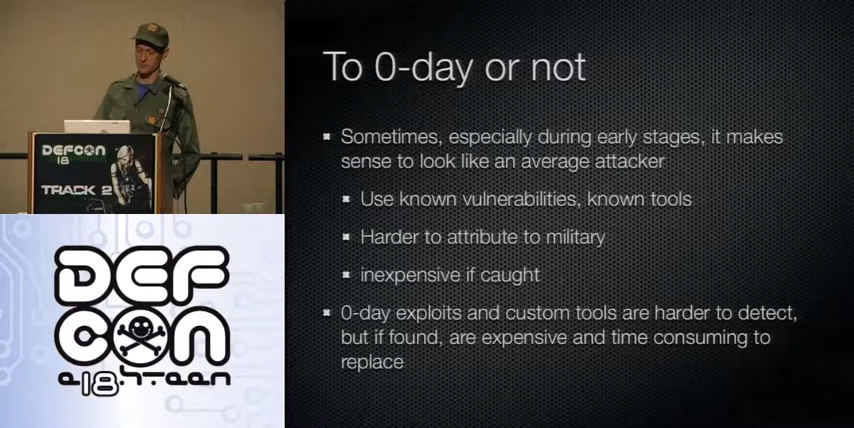 To 0-day or not
Sometimes, especially during early stages, it makes
sense to look like an average attacker
Use known vulnerabilities, known tools
Harder to attribute to military
inexpensive if caught
0-day exploits and custom tools are harder to detect,
but if found, are expensive and time consuming to
replace
DEFCON
18
TRACK 2
DEF
CON
e18hteen